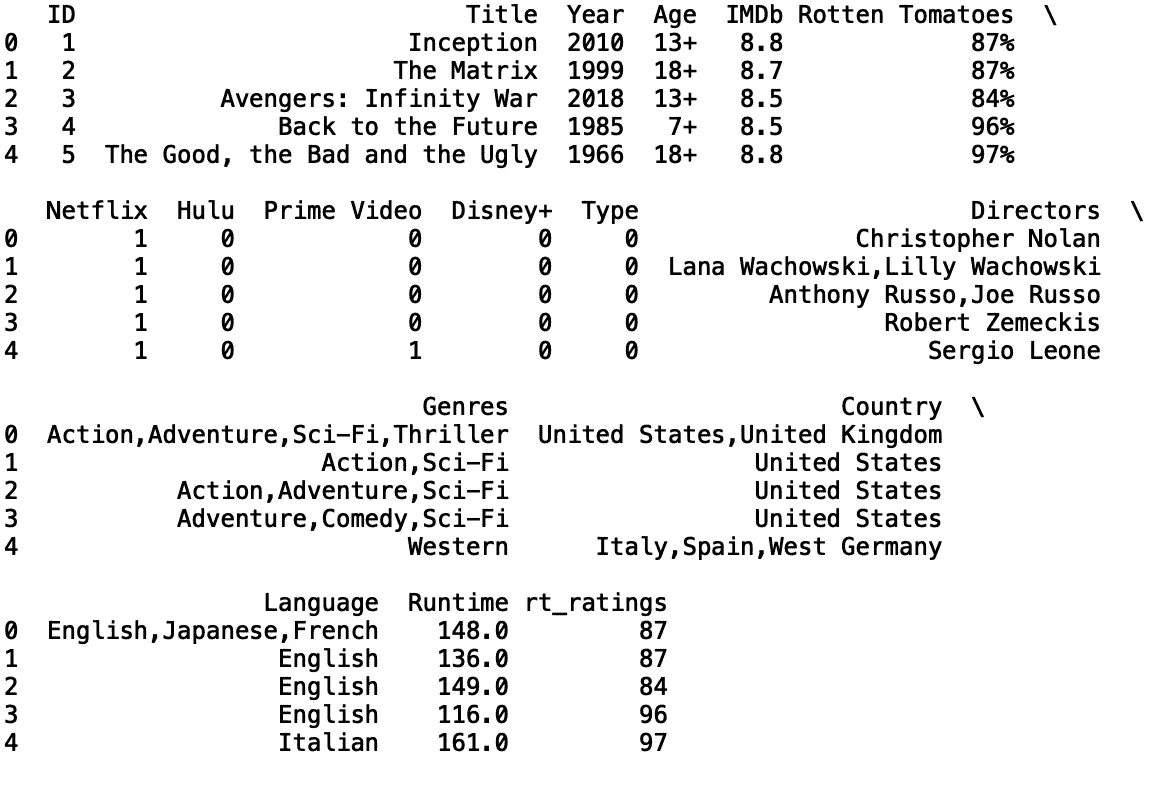 ID                           Title  Year  Age  IMDb Rotten Tomatoes  \
0   1                       Inception  2010  13+   8.8             87%
1   2                      The Matrix  1999  18+   8.7             87%
2   3          Avengers: Infinity War  2018  13+   8.5             84%
3   4              Back to the Future  1985   7+   8.5             96%
4   5  The Good, the Bad and the Ugly  1966  18+   8.8             97%

   Netflix  Hulu  Prime Video  Disney+  Type                       Directors  \
0        1     0            0        0     0               Christopher Nolan
1        1     0            0        0     0  Lana Wachowski,Lilly Wachowski
2        1     0            0        0     0         Anthony Russo,Joe Russo
3        1     0            0        0     0                 Robert Zemeckis
4        1     0            1        0     0                    Sergio Leone

                             Genres                       Country  \
0  Action,Adventure,Sci-Fi,Thriller  United States,United Kingdom
1                     Action,Sci-Fi                 United States
2           Action,Adventure,Sci-Fi                 United States
3           Adventure,Comedy,Sci-Fi                 United States
4                           Western      Italy,Spain,West Germany

                  Language  Runtime rt_ratings
0  English,Japanese,French    148.0         87
1                  English    136.0         87
2                  English    149.0         84
3                  English    116.0         96
4                  Italian    161.0         97